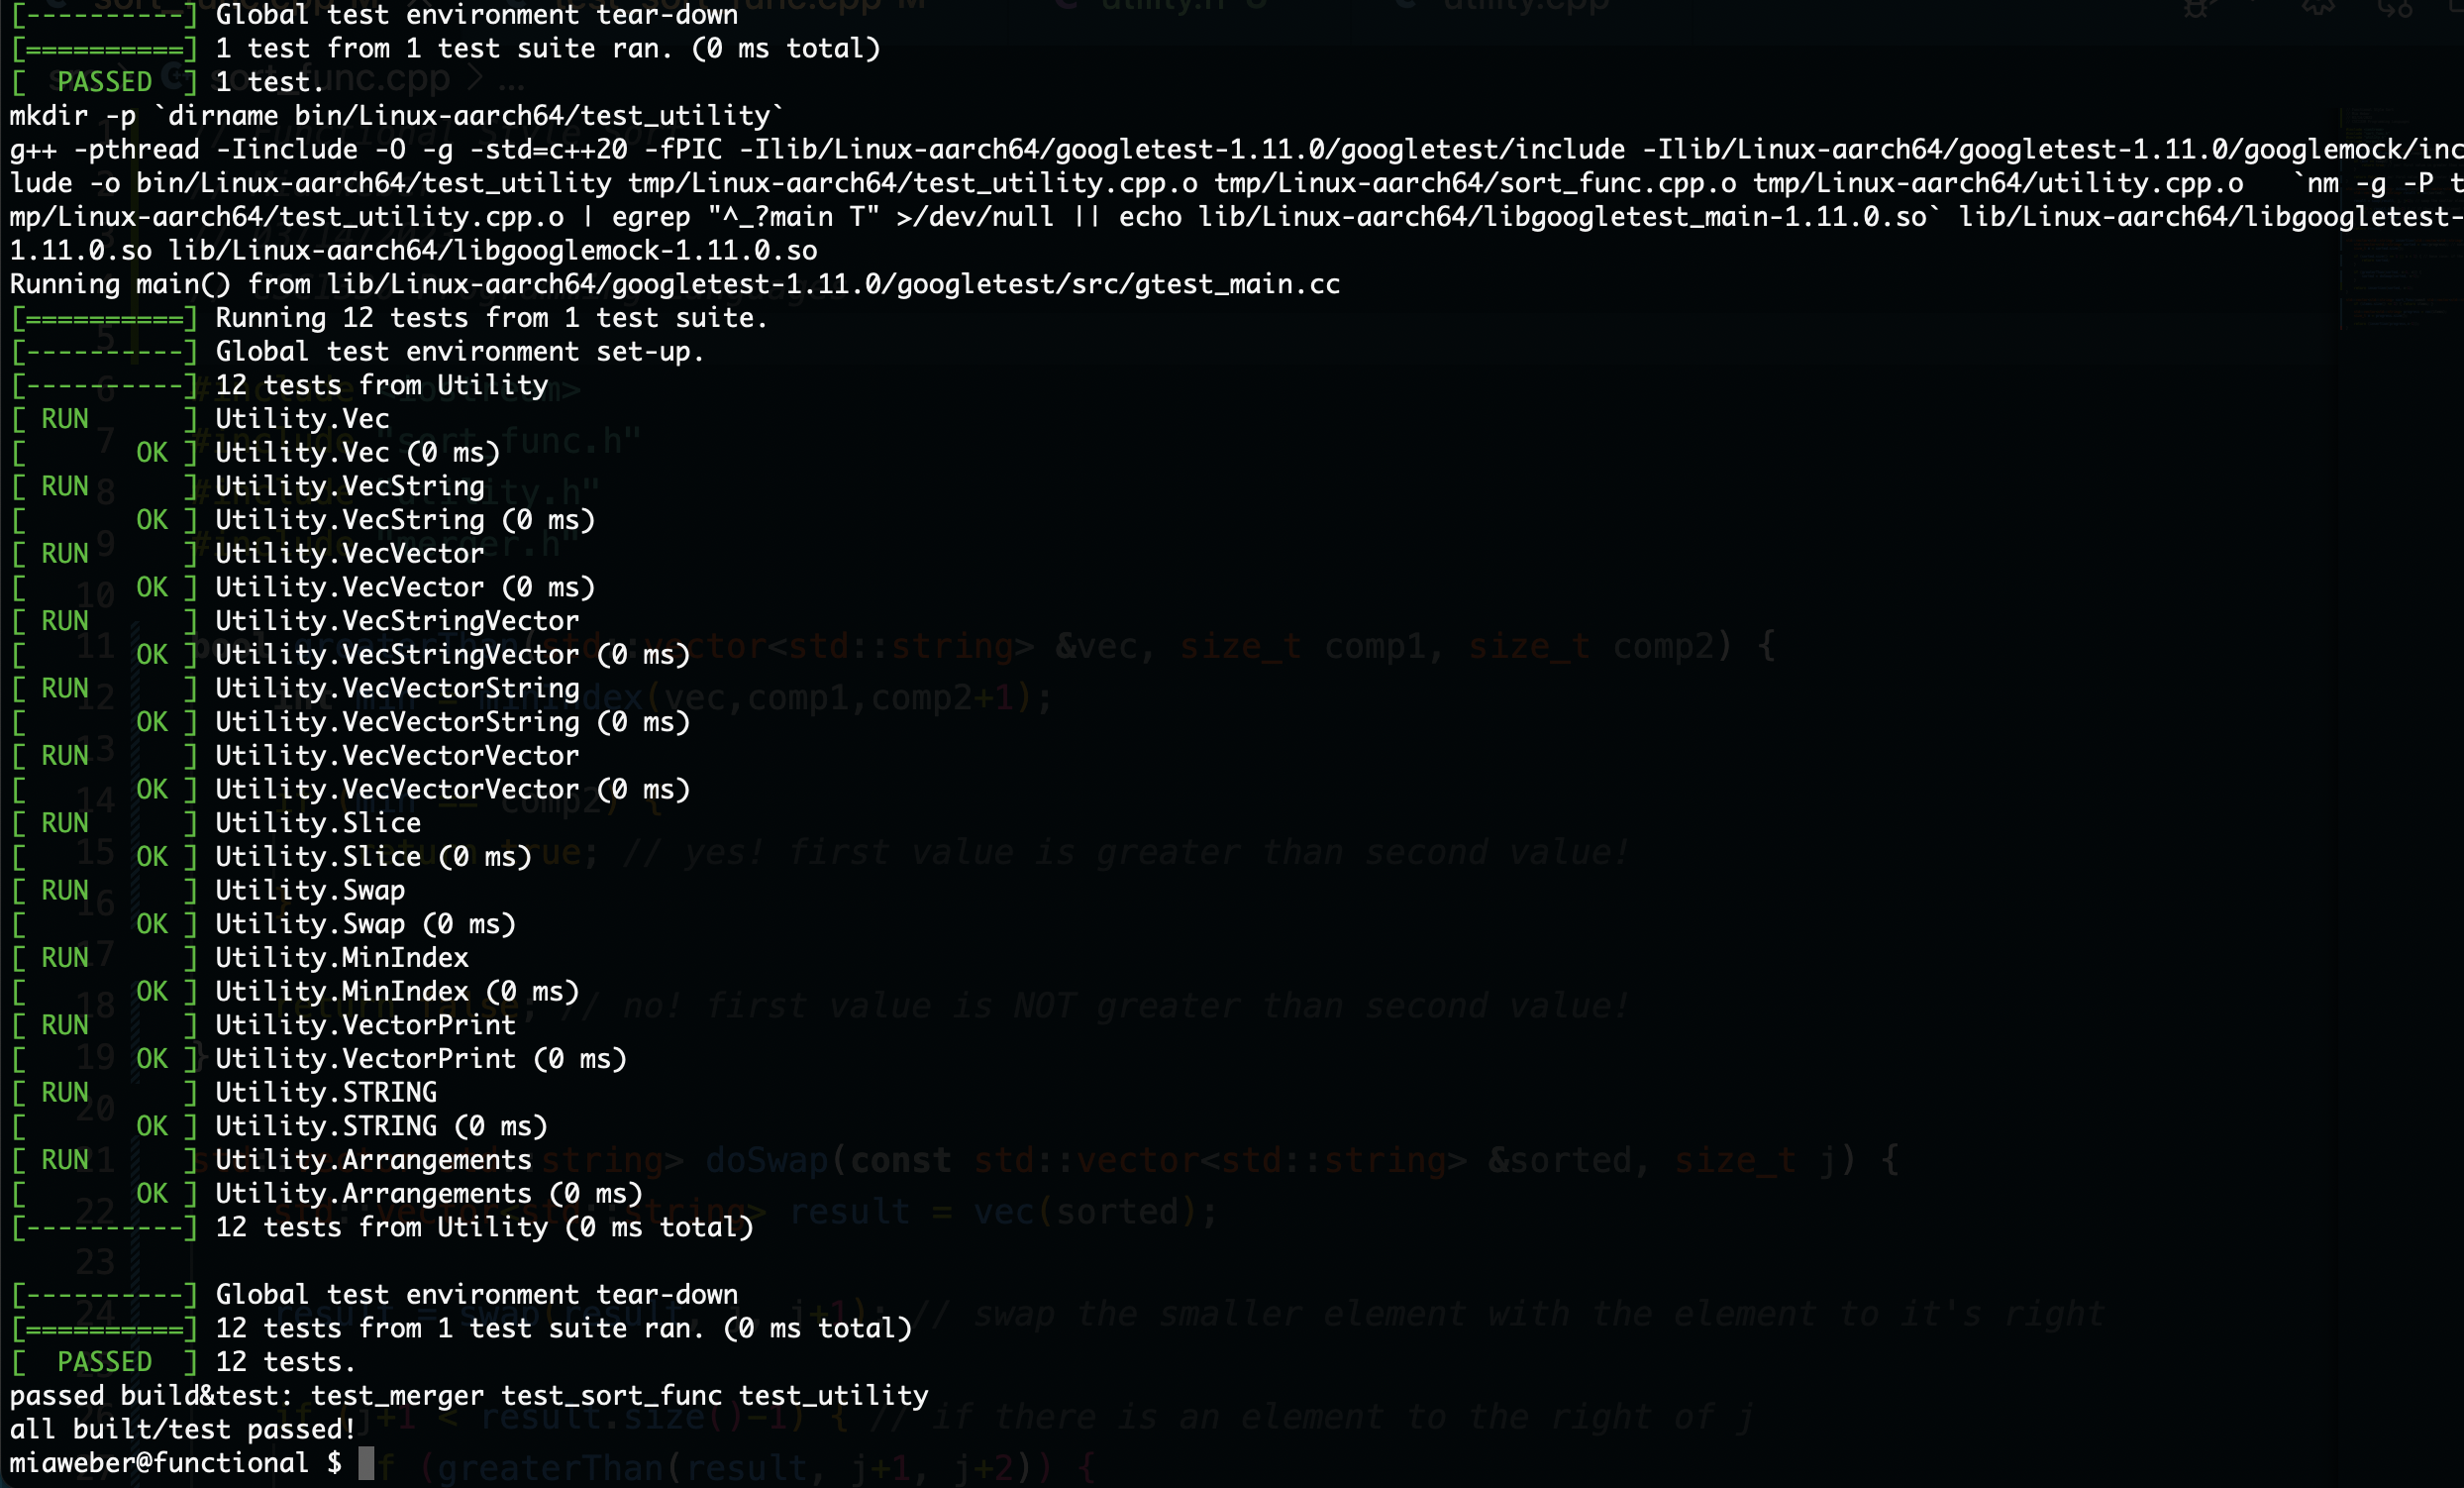 [----------] Global test environment tear-down
[==========] 1 test from 1 test suite ran. (0 ms total)
[  PASSED  ] 1 test.
mkdir -p `dirname bin/Linux-aarch64/test_utility`
g++ -pthread -Iinclude -O -g -std=c++20 -fPIC -Ilib/Linux-aarch64/googletest-1.11.0/googletest/include -Ilib/Linux-aarch64/googletest-1.11.0/googlemock/inc
lude -o bin/Linux-aarch64/test_utility tmp/Linux-aarch64/test_utility.cpp.o tmp/Linux-aarch64/sort_func.cpp.o tmp/Linux-aarch64/utility.cpp.o   `nm -g -P t
mp/Linux-aarch64/test_utility.cpp.o | egrep "^_?main T" >/dev/null || echo lib/Linux-aarch64/libgoogletest_main-1.11.0.so` lib/Linux-aarch64/libgoogletest-
1.11.0.so lib/Linux-aarch64/libgooglemock-1.11.0.so
Running main() from lib/Linux-aarch64/googletest-1.11.0/googletest/src/gtest_main.cc
[==========] Running 12 tests from 1 test suite.
[----------] Global test environment set-up.
[----------] 12 tests from Utility
[ RUN      ] Utility.Vec
[       OK ] Utility.Vec (0 ms)
[ RUN      ] Utility.VecString
[       OK ] Utility.VecString (0 ms)
[ RUN      ] Utility.VecVector
[       OK ] Utility.VecVector (0 ms)
[ RUN      ] Utility.VecStringVector
[       OK ] Utility.VecStringVector (0 ms)
[ RUN      ] Utility.VecVectorString
[       OK ] Utility.VecVectorString (0 ms)
[ RUN      ] Utility.VecVectorVector
[       OK ] Utility.VecVectorVector (0 ms)
[ RUN      ] Utility.Slice
[       OK ] Utility.Slice (0 ms)
[ RUN      ] Utility.Swap
[       OK ] Utility.Swap (0 ms)
[ RUN      ] Utility.MinIndex
[       OK ] Utility.MinIndex (0 ms)
[ RUN      ] Utility.VectorPrint
[       OK ] Utility.VectorPrint (0 ms)
[ RUN      ] Utility.STRING
[       OK ] Utility.STRING (0 ms)
[ RUN      ] Utility.Arrangements
[       OK ] Utility.Arrangements (0 ms)
[----------] 12 tests from Utility (0 ms total)

[----------] Global test environment tear-down
[==========] 12 tests from 1 test suite ran. (0 ms total)
[  PASSED  ] 12 tests.
passed build&test: test_merger test_sort_func test_utility
all built/test passed!
miaweber@functional $